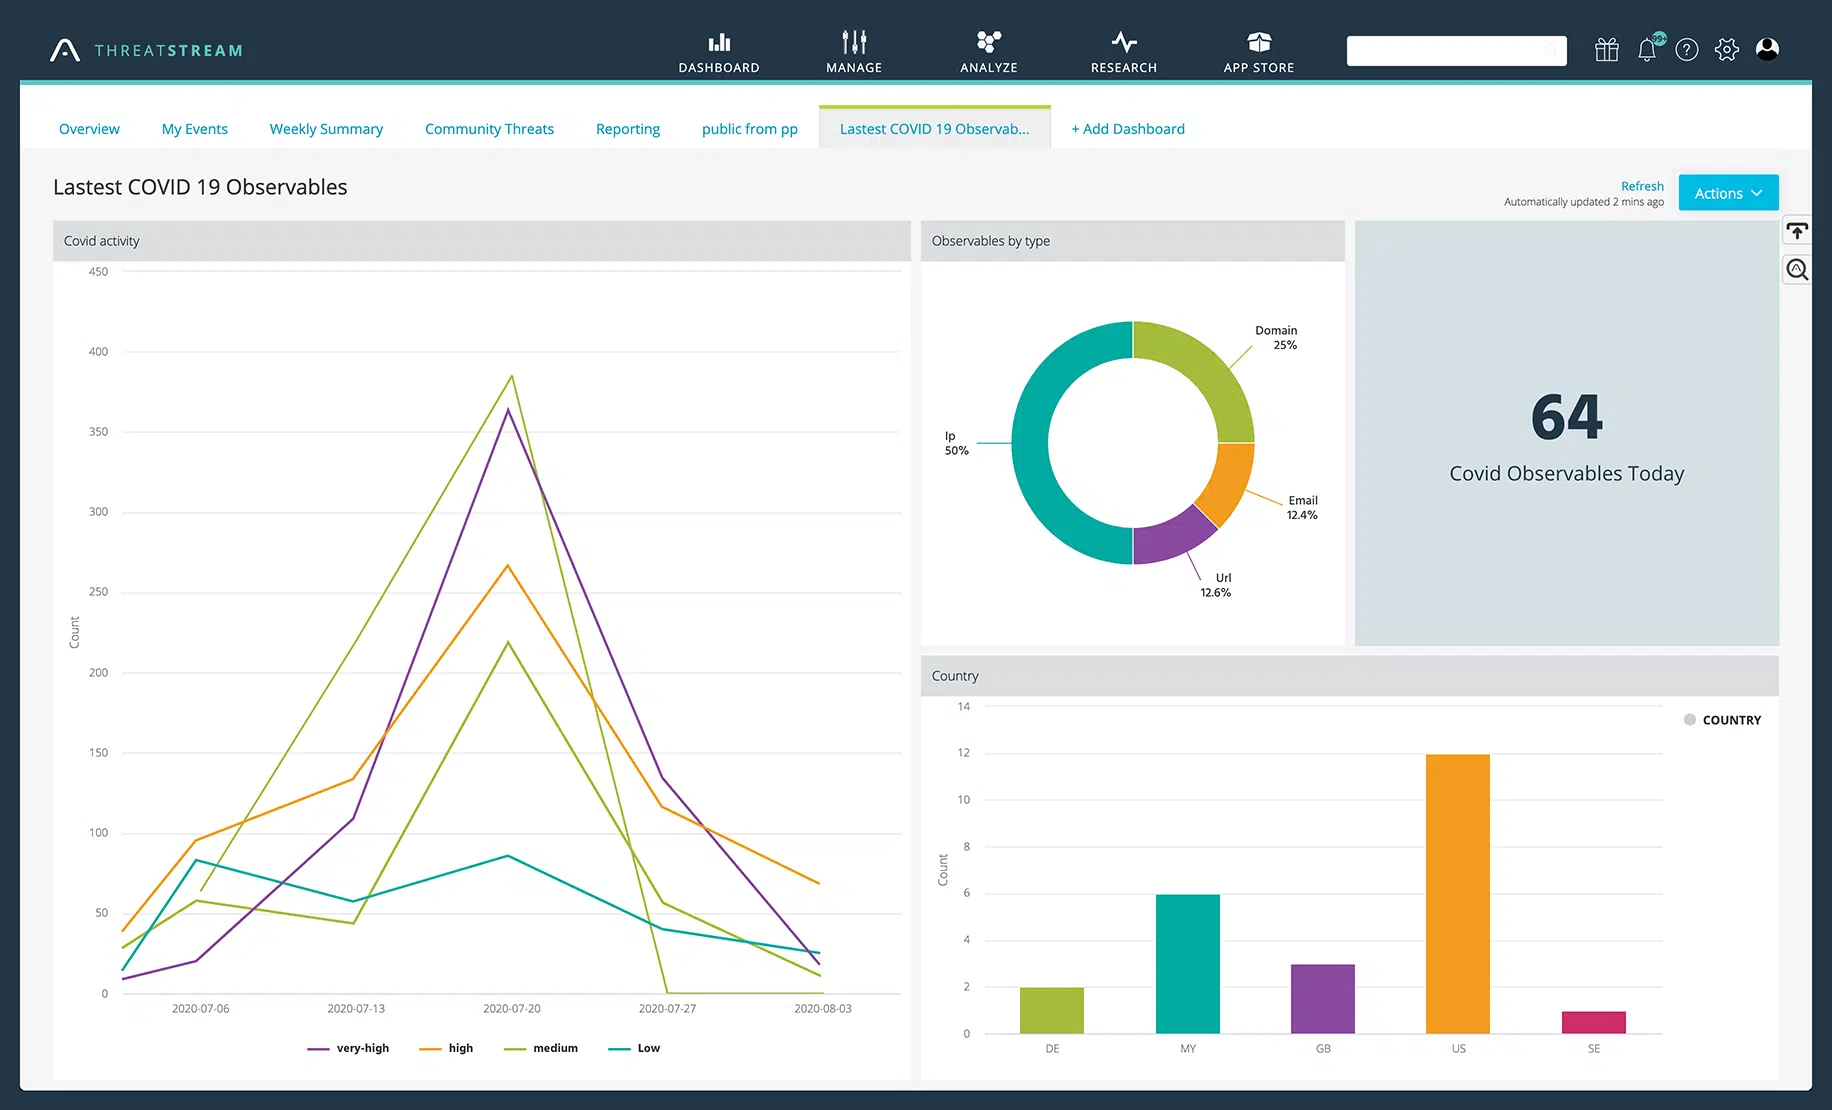 THREATSTREAM
DASHBOARD
MANAGE
ANALYZE
RESEARCH
APP STORE
99+
Overview
My Events
Weekly Summary
Community Threats
Reporting
public from pp
Lastest COVID 19 Observab...
+ Add Dashboard
Lastest COVID 19 Observables
Refresh
Automatically updated 2 mins ago
Actions
Covid activity
450
400
350
300
250
200
150
100
50
0
Count
2020-07-06
2020-07-13
2020-07-20
2020-07-27
2020-08-03
very-high
high
medium
Low
Observables by type
Domain
25%
Ip
50%
Email
12.4%
Url
12.6%
64
Covid Observables Today
Country
14
12
10
8
6
4
2
0
Count
COUNTRY
DE
MY
GB
US
SE